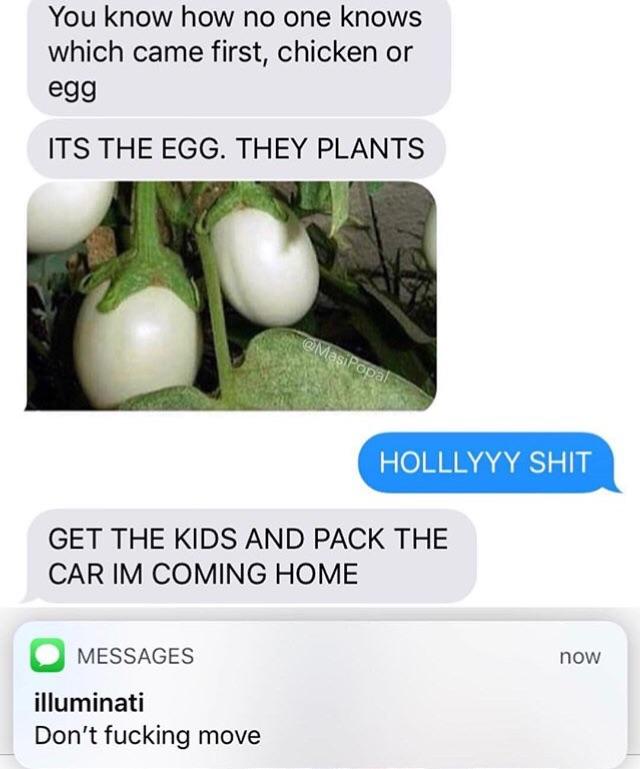 You know how no one knows
which came first, chicken or
egg
ITS THE EGG. THEY PLANTS
@MasiPopal
HOLLLYYY SHIT
GET THE KIDS AND PACK THE
CAR IM COMING HOME
MESSAGES now
illuminati
Don't fucking move